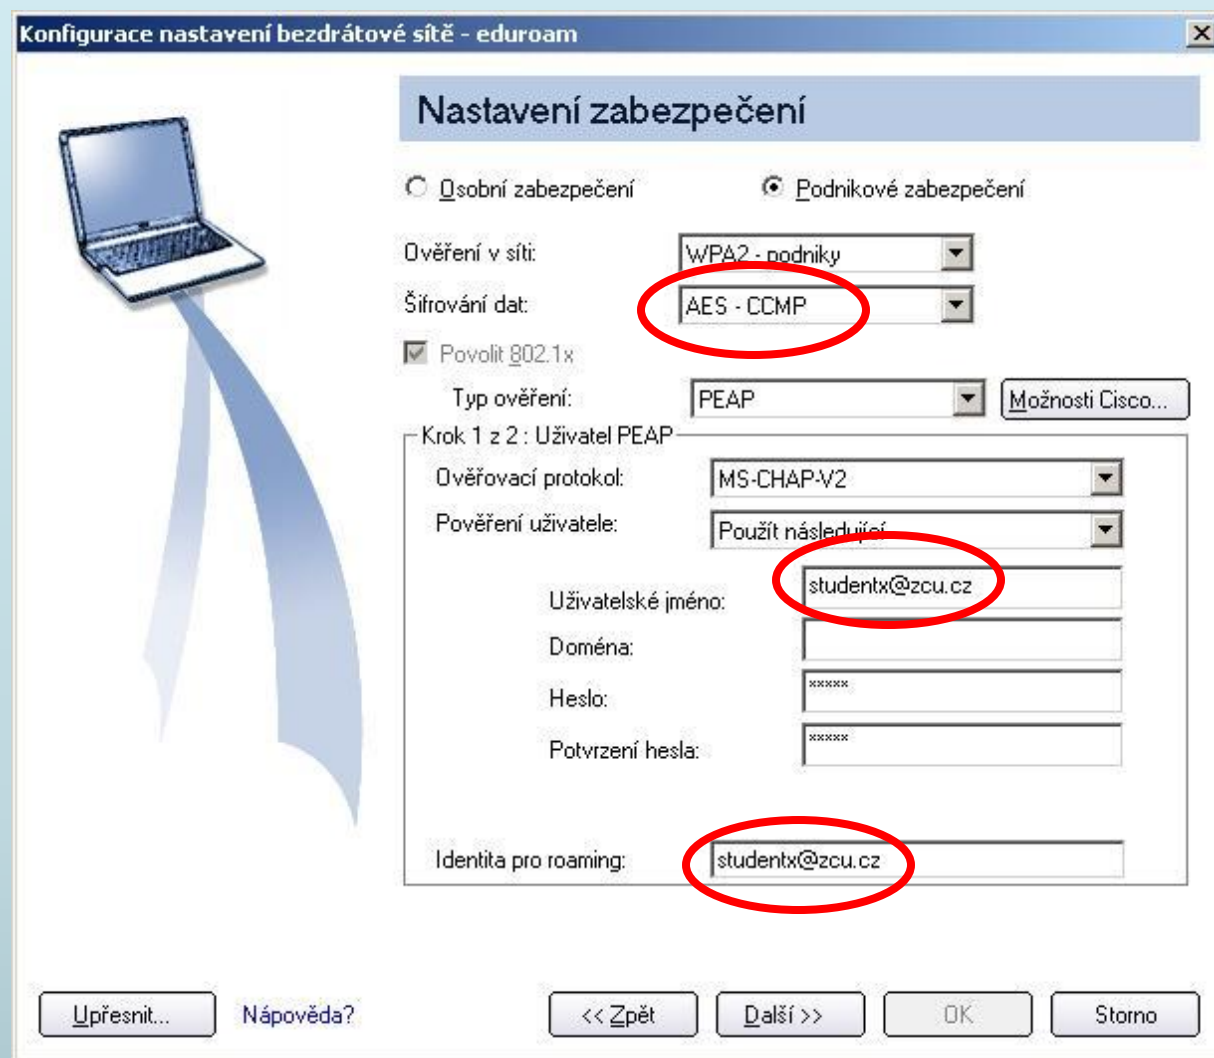 Konfigurace nastavení bezdrátové sítě - eduroam
Nastavení zabezpečení
Osobní zabezpečení Podnikové zabezpečení
Ověření v síti: WPA2 - podniky
Šifrování dat: AES - CCMP
Povolit 802.1x
Typ ověření: PEAP Možnosti Cisco...
Krok 1 z 2 : Uživatel PEAP
Ověřovací protokol: MS-CHAP-V2
Pověření uživatele: Použít následující
Uživatelské jméno: studentx@zcu.cz
Doména:
Heslo: *****
Potvrzení hesla: *****
Identita pro roaming: studentx@zcu.cz
Upřesnit... Nápověda? << Zpět Další >> OK Storno